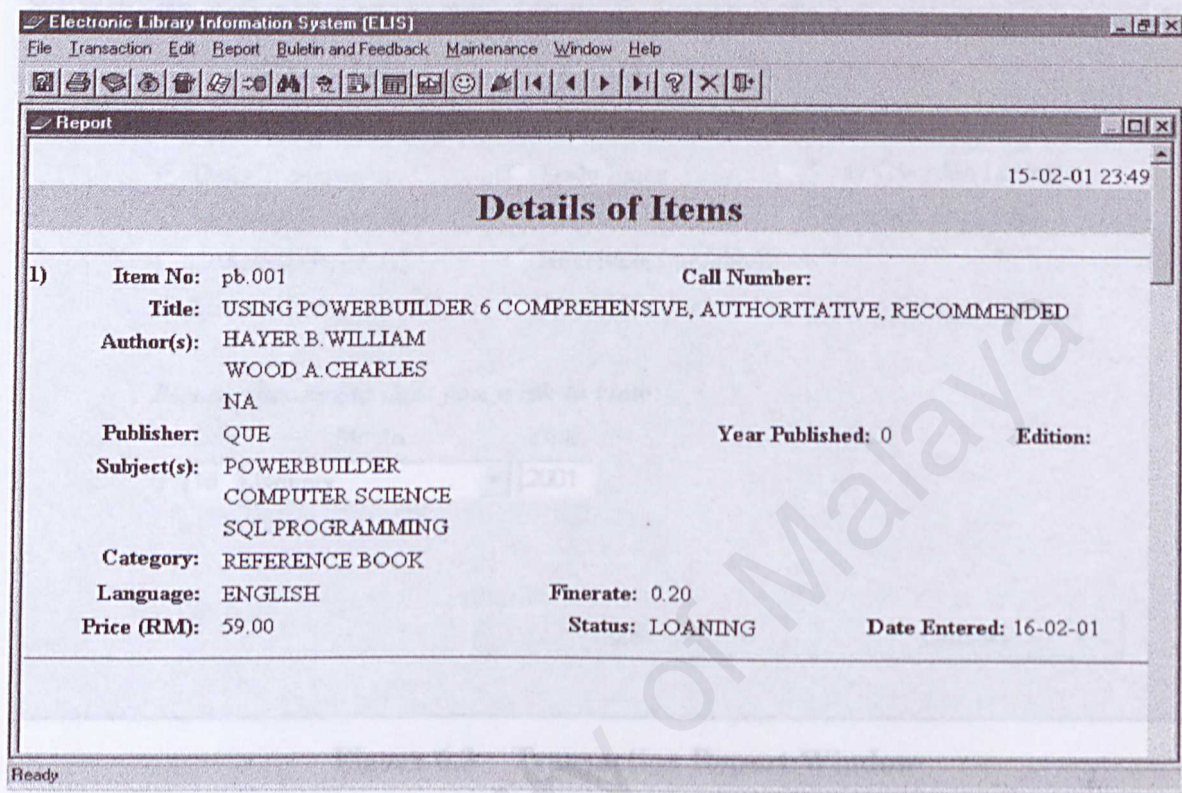 Electronic Library Information System (ELIS)
File Transaction Edit Report Buletin and Feedback Maintenance Window Help
Report
15-02-01 23:49
Details of Items
1) Item No: pb.001 Call Number:
Title: USING POWERBUILDER 6 COMPREHENSIVE, AUTHORITATIVE, RECOMMENDED
Author(s): HAYER B.WILLIAM
WOOD A.CHARLES
NA
Publisher: QUE Year Published: 0 Edition:
Subject(s): POWERBUILDER
COMPUTER SCIENCE
SQL PROGRAMMING
Category: REFERENCE BOOK
Language: ENGLISH Finerate: 0.20
Price (RM): 59.00 Status: LOANING Date Entered: 16-02-01
Ready
of Malaya